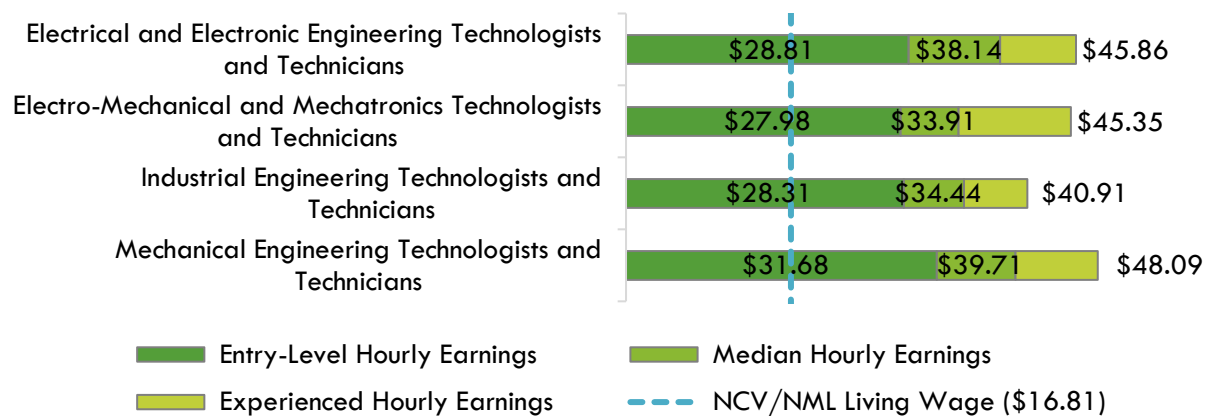 Electrical and Electronic Engineering Technologists
and Technicians
$28.81 $38.14 $45.86
Electro-Mechanical and Mechatronics Technologists
and Technicians
$27.98 $33.91 $45.35
Industrial Engineering Technologists and
Technicians
$28.31 $34.44 $40.91
Mechanical Engineering Technologists and
Technicians
$31.68 $39.71 $48.09
Entry-Level Hourly Earnings
Median Hourly Earnings
Experienced Hourly Earnings
NCV/NML Living Wage ($16.81)